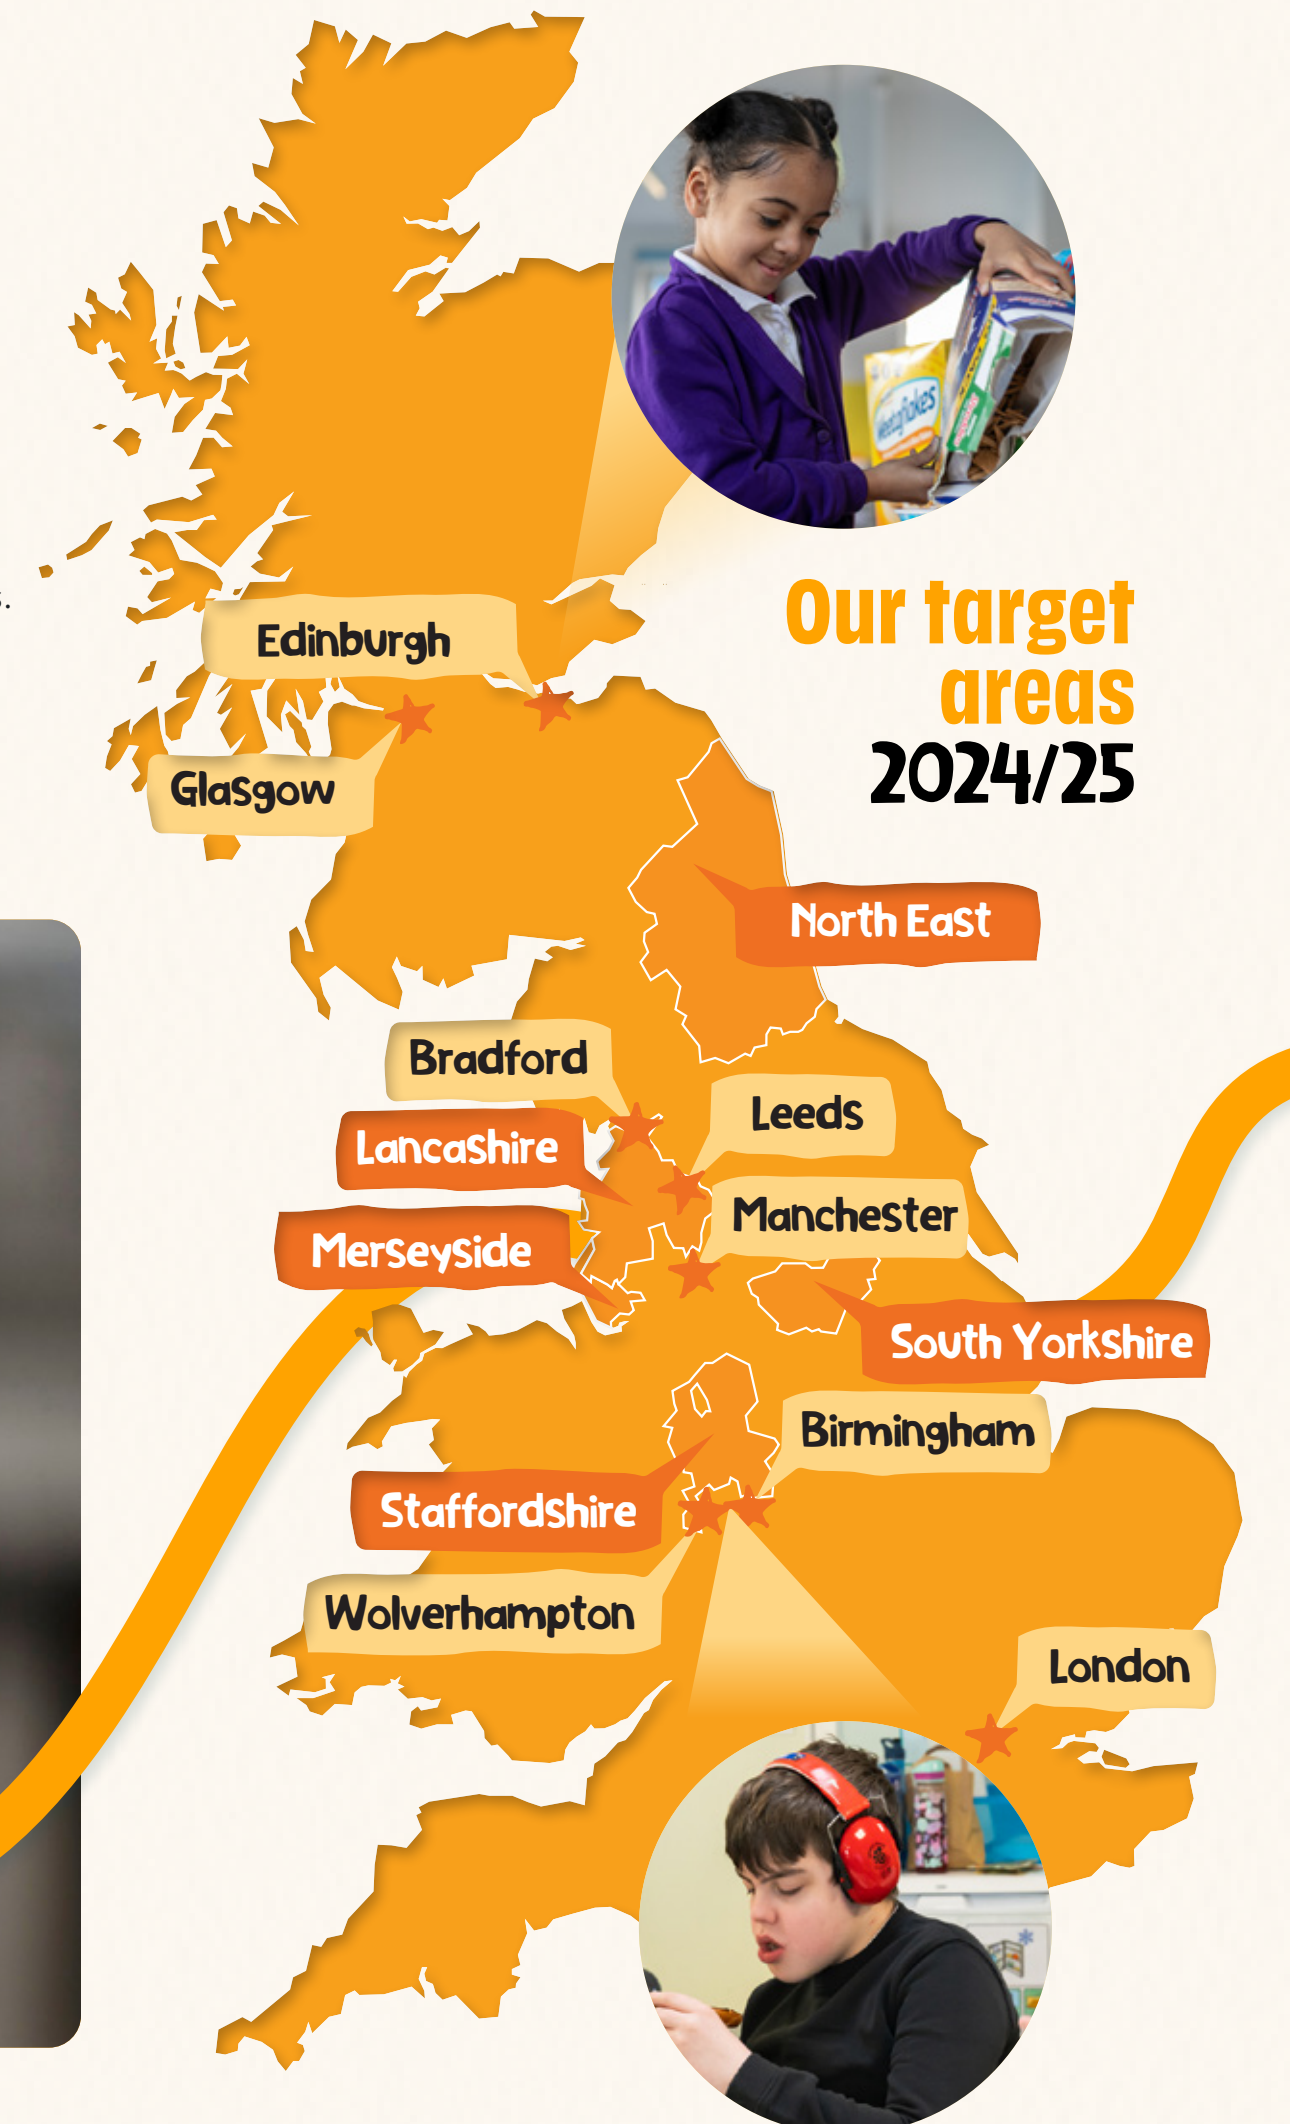 s.
Our target
areas
2024/25
Edinburgh
Glasgow
North East
Bradford
Leeds
Lancashire
Manchester
Merseyside
South Yorkshire
Birmingham
Staffordshire
Wolverhampton
London
Weetaflakes